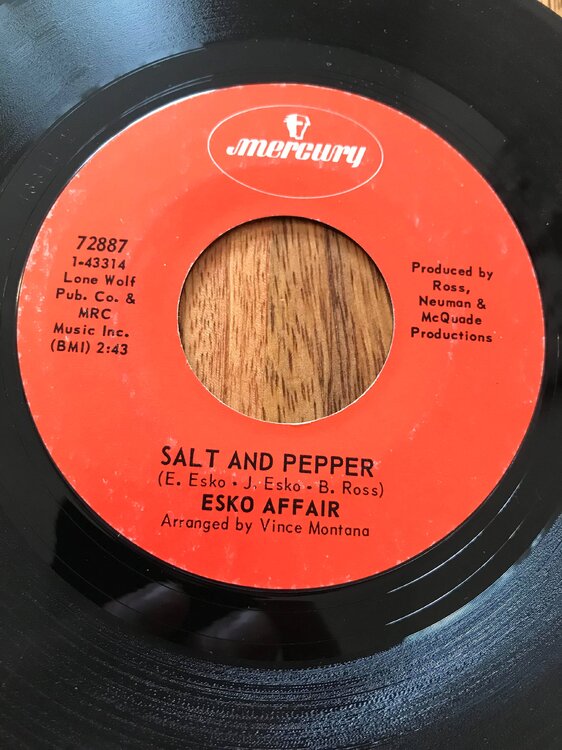 mercury
72887
1-43314
Lone Wolf
Pub. Co. &
MRC
Music Inc.
(BMI) 2:43
Produced by
Ross,
Neuman &
McQuade
Productions
SALT AND PEPPER
(E. Esko - J. Esko - B. Ross)
ESKO AFFAIR
Arranged by Vince Montana